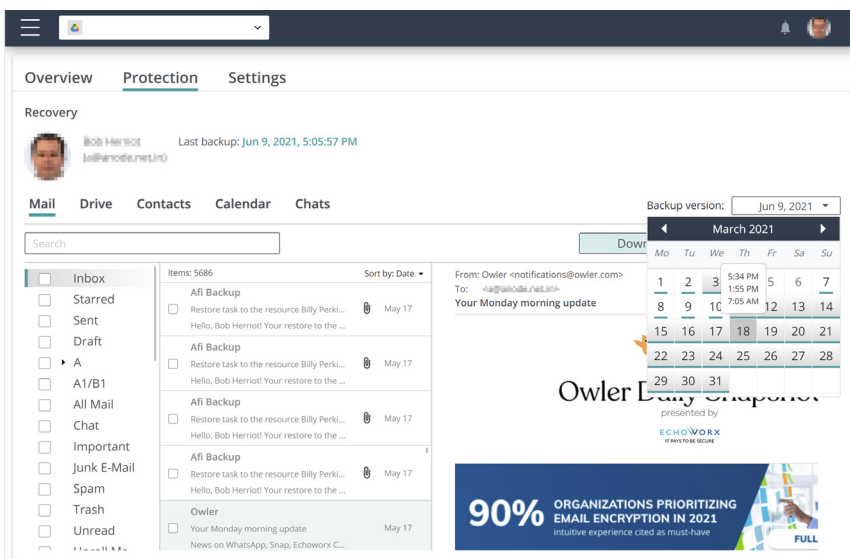 Overview Protection Settings
Recovery
Bob Herriot
Last backup: Jun 9, 2021, 5:05:57 PM
Mail Drive Contacts Calendar Chats
Backup version: Jun 9, 2021
Search
Down
March 2021
Mo Tu We Th Fr Sa Su
5:34 PM
1:55 PM
7:05 AM
1 2 3 5 6 7
8 9 10 12 13 14
15 16 17 18 19 20 21
22 23 24 25 26 27 28
29 30 31
Inbox
Starred
Sent
Draft
A
A1/B1
All Mail
Chat
Important
Junk E-Mail
Spam
Trash
Unread
Items: 5686 Sort by: Date
Afi Backup
Restore task to the resource Billy Perki... May 17
Hello, Bob Herriot! Your restore to the ...
Afi Backup
Restore task to the resource Billy Perki... May 17
Hello, Bob Herriot! Your restore to the ...
Afi Backup
Restore task to the resource Billy Perki... May 17
Hello, Bob Herriot! Your restore to the ...
Afi Backup
Restore task to the resource Billy Perki... May 17
Hello, Bob Herriot! Your restore to the ...
Owler
Your Monday morning update May 17
News on WhatsApp, Snap, Echoworx C...
From: Owler <notifications@owler.com>
To:
Your Monday morning update
Owler Daily Snapshot
presented by
ECHOWORX
IT PAYS TO BE SECURE
90% ORGANIZATIONS PRIORITIZING
EMAIL ENCRYPTION IN 2021
intuitive experience cited as must-have
FULL